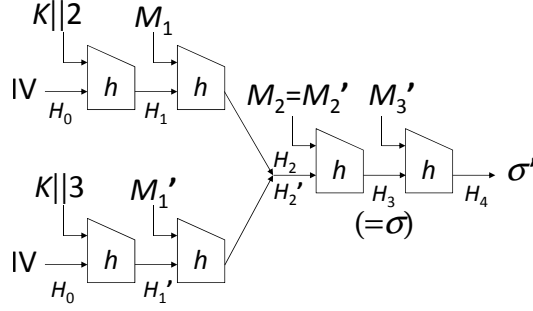 K||2 M₁
IV H₀ h H₁ h
M₂=M₂' M₃'
H₂ h H₃ h H₄ σ'
H₂'
(=σ)
K||3 M₁'
IV H₀ h H₁' h